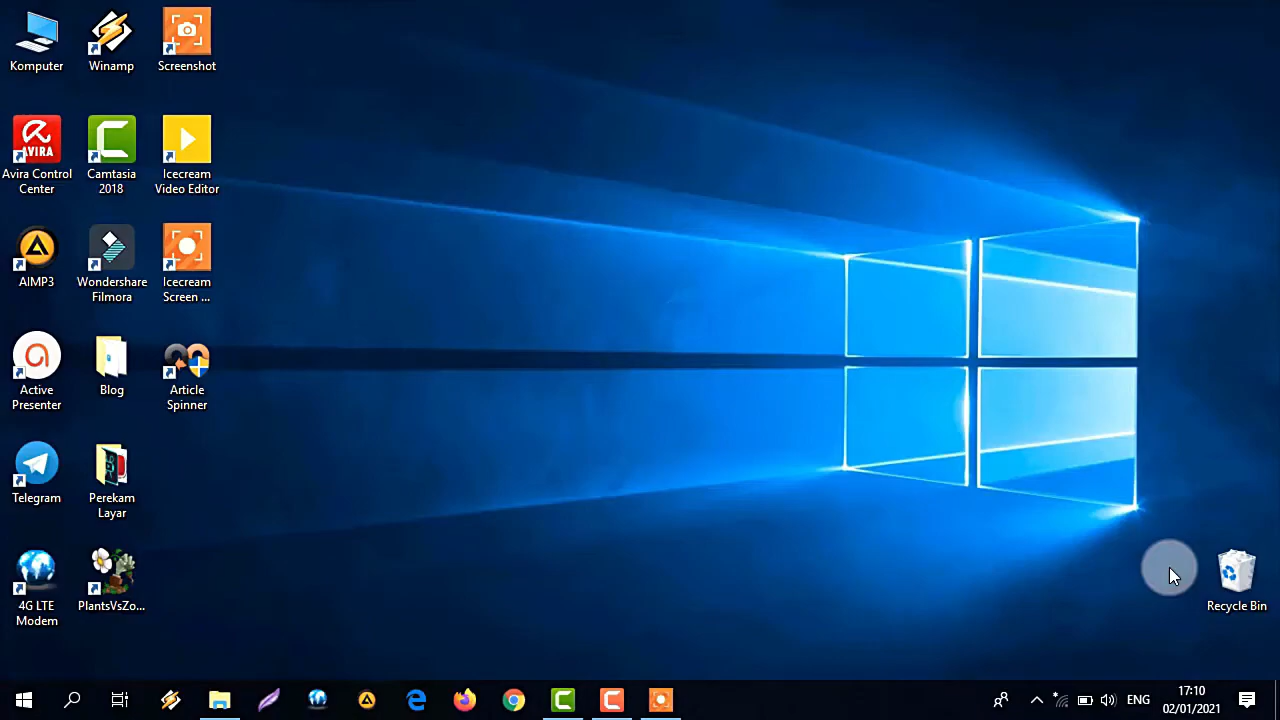 Komputer
Winamp
Screenshot
AVIRA
Avira Control
Center
Camtasia
2018
Icecream
Video Editor
AIMP3
Wondershare
Filmora
Icecream
Screen ...
Active
Presenter
Blog
Article
Spinner
Telegram
Perekam
Layar
4G LTE
Modem
PlantsVsZo...
Recycle Bin
ENG
17:10
02/01/2021